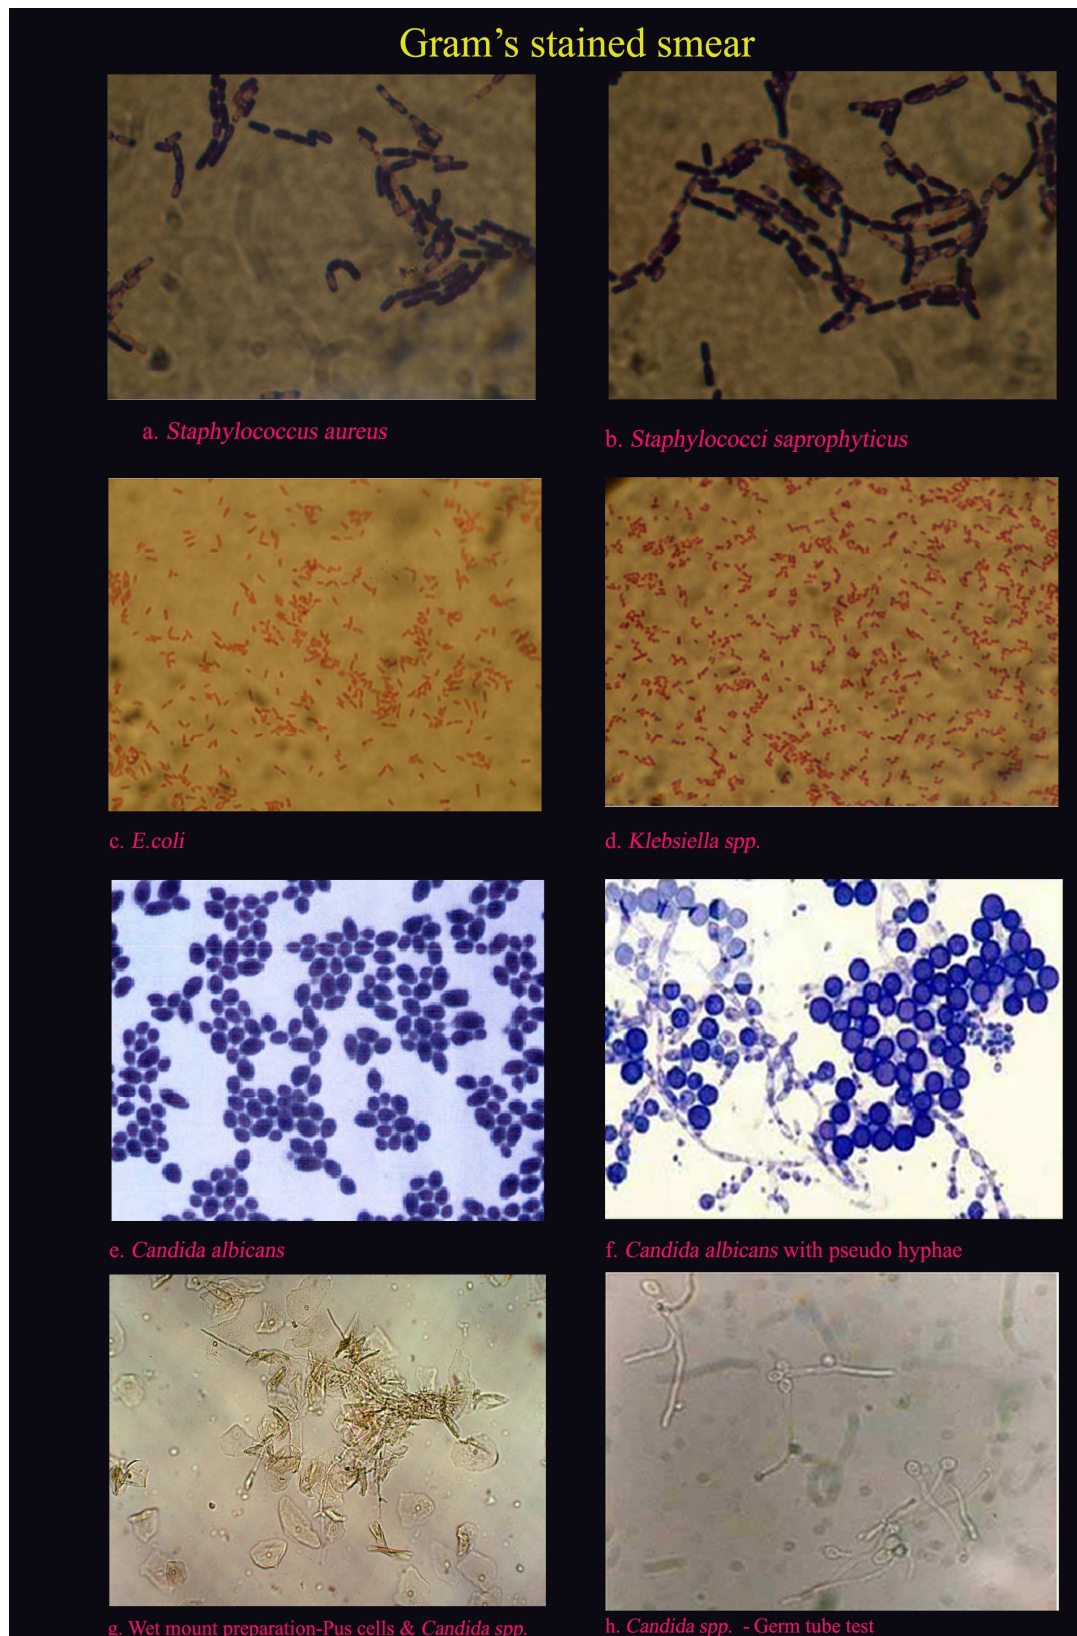 Gram’s stained smear
a. Staphylococcus aureus
b. Staphylococci saprophyticus
c. E.coli
d. Klebsiella spp.
e. Candida albicans
f. Candida albicans with pseudo hyphae
g. Wet mount preparation-Pus cells & Candida spp.
h. Candida spp. - Germ tube test